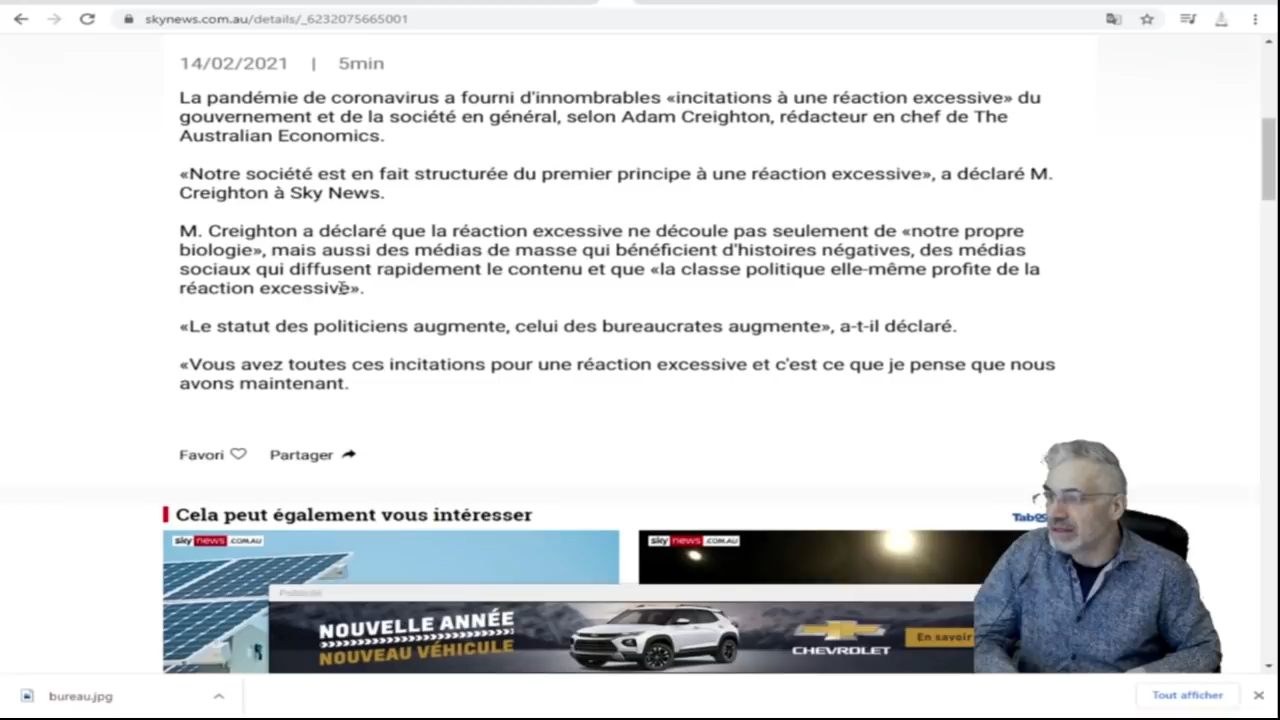 skynews.com.au/details/_6232075665001
14/02/2021 | 5min
La pandémie de coronavirus a fourni d'innombrables «incitations à une réaction excessive» du
gouvernement et de la société en général, selon Adam Creighton, rédacteur en chef de The
Australian Economics.
«Notre société est en fait structurée du premier principe à une réaction excessive», a déclaré M.
Creighton à Sky News.
M. Creighton a déclaré que la réaction excessive ne découle pas seulement de «notre propre
biologie», mais aussi des médias de masse qui bénéficient d'histoires négatives, des médias
sociaux qui diffusent rapidement le contenu et que «la classe politique elle-même profite de la
réaction excessive».
«Le statut des politiciens augmente, celui des bureaucrates augmente», a-t-il déclaré.
«Vous avez toutes ces incitations pour une réaction excessive et c'est ce que je pense que nous
avons maintenant.
Favori Partager
Cela peut également vous intéresser
sky news .COM.AU
sky news .COM.AU
Publicité
NOUVELLE ANNÉE
NOUVEAU VÉHICULE
CHEVROLET
En savoir
bureau.jpg
Tout afficher